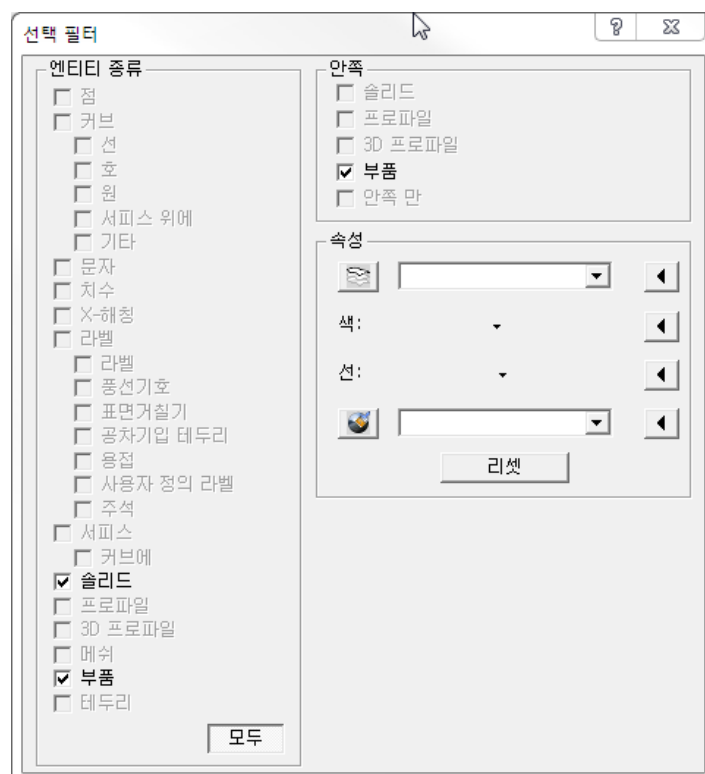 선택 필터
엔티티 종류
점
커브
선
호
원
서피스 위에
기타
문자
치수
X-해칭
라벨
라벨
풍선기호
표면거칠기
공차기입 테두리
용접
사용자 정의 라벨
주석
서피스
커브에
솔리드
프로파일
3D 프로파일
메쉬
부품
테두리
모두
안쪽
솔리드
프로파일
3D 프로파일
부품
안쪽 만
속성
색:
선:
리셋